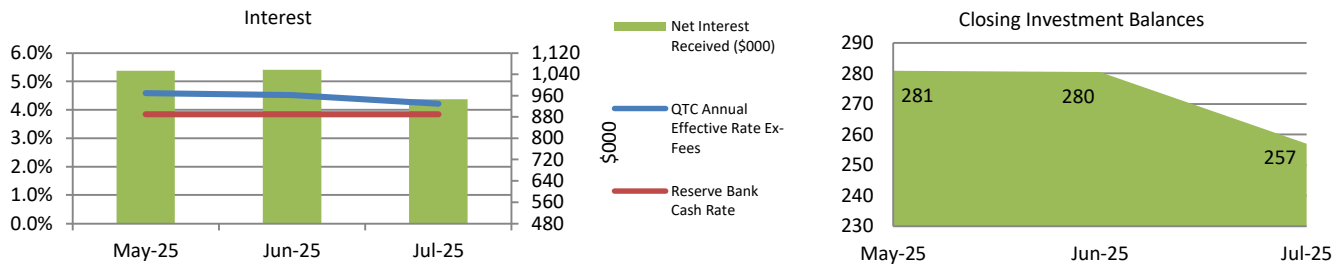 Interest
6.0%
5.0%
4.0%
3.0%
2.0%
1.0%
0.0%
1,120
1,040
960
880
800
720
640
560
480
$000
May-25
Jun-25
Jul-25
Net Interest
Received ($000)
QTC Annual
Effective Rate Ex-
Fees
Reserve Bank
Cash Rate
Closing Investment Balances
290
280
270
260
250
240
230
281
280
257
May-25
Jun-25
Jul-25